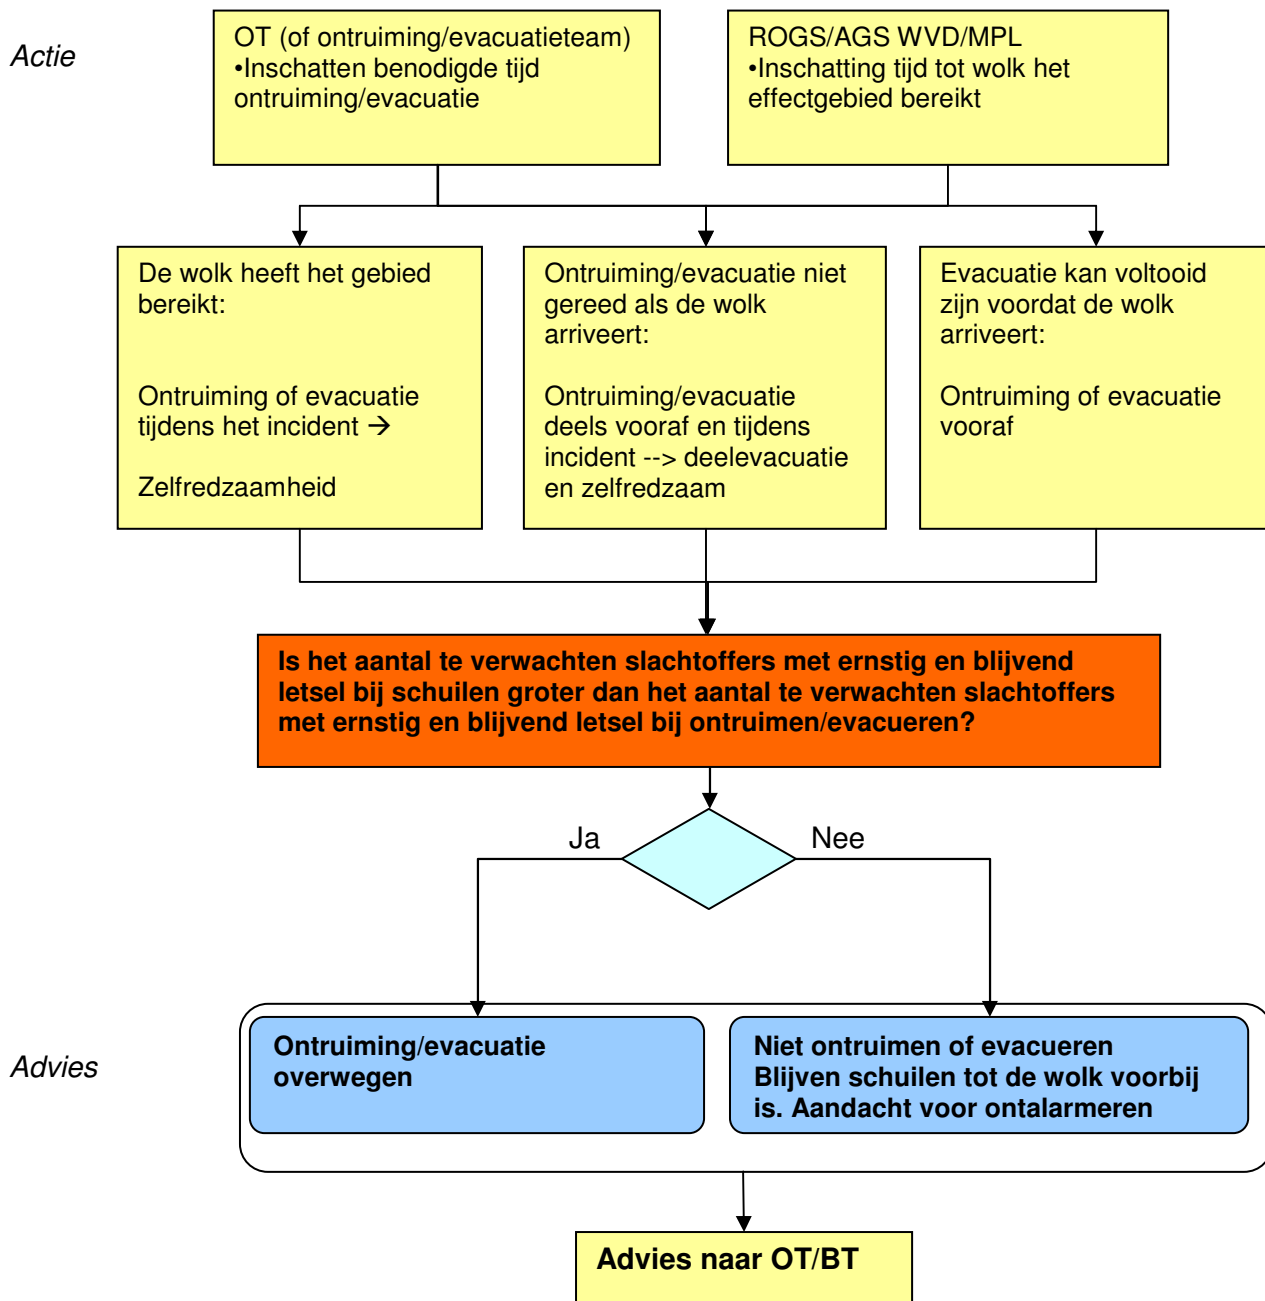 Actie
OT (of ontruiming/evacuatieteam)
•Inschatten benodigde tijd
ontruiming/evacuatie
ROGS/AGS WVD/MPL
•Inschatting tijd tot wolk het
effectgebied bereikt
De wolk heeft het gebied
bereikt:
Ontruiming of evacuatie
tijdens het incident →
Zelfredzaamheid
Ontruiming/evacuatie niet
gereed als de wolk
arriveert:
Ontruiming/evacuatie
deels vooraf en tijdens
incident --> deelevacuatie
en zelfredzaam
Evacuatie kan voltooid
zijn voordat de wolk
arriveert:
Ontruiming of evacuatie
vooraf
Is het aantal te verwachten slachtoffers met ernstig en blijvend
letsel bij schuilen groter dan het aantal te verwachten slachtoffers
met ernstig en blijvend letsel bij ontruimen/evacueren?
Ja
Nee
Advies
Ontruiming/evacuatie
overwegen
Niet ontruimen of evacueren
Blijven schuilen tot de wolk voorbij
is. Aandacht voor ontalarmeren
Advies naar OT/BT